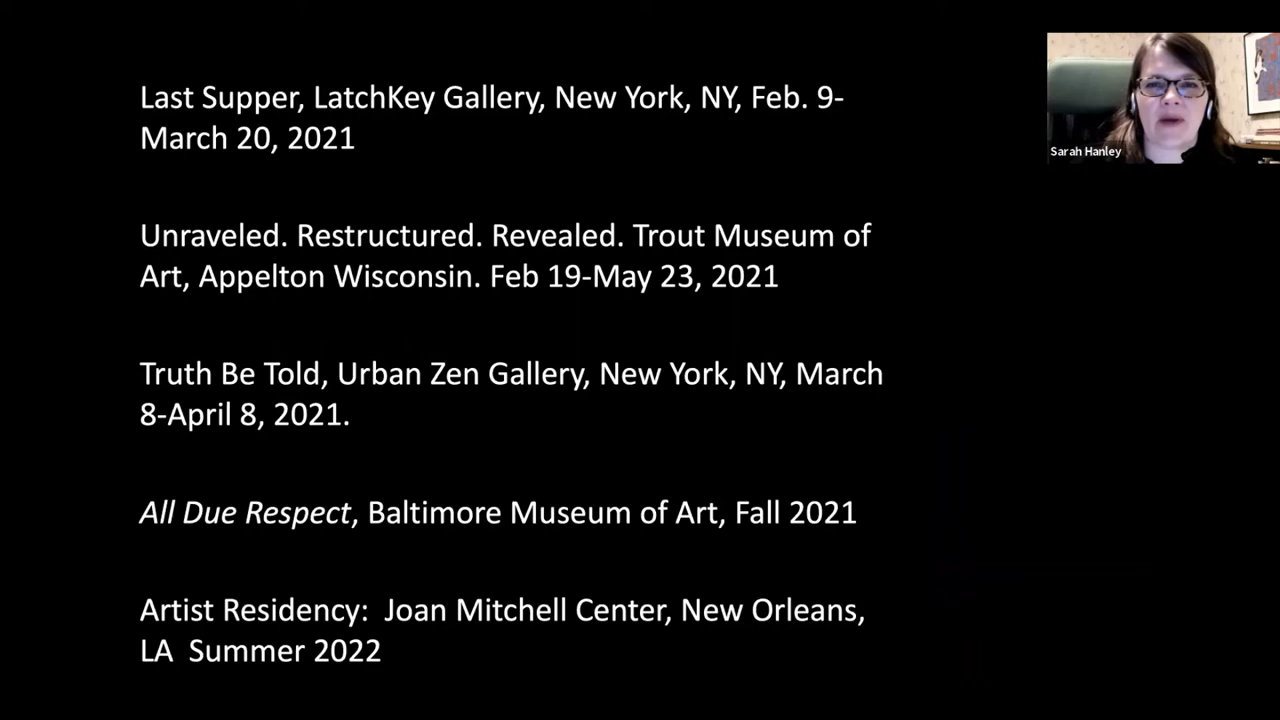 Last Supper, LatchKey Gallery, New York, NY, Feb. 9-
March 20, 2021
Sarah Hanley
Unraveled. Restructured. Revealed. Trout Museum of
Art, Appelton Wisconsin. Feb 19-May 23, 2021
Truth Be Told, Urban Zen Gallery, New York, NY, March
8-April 8, 2021.
All Due Respect, Baltimore Museum of Art, Fall 2021
Artist Residency:  Joan Mitchell Center, New Orleans,
LA  Summer 2022